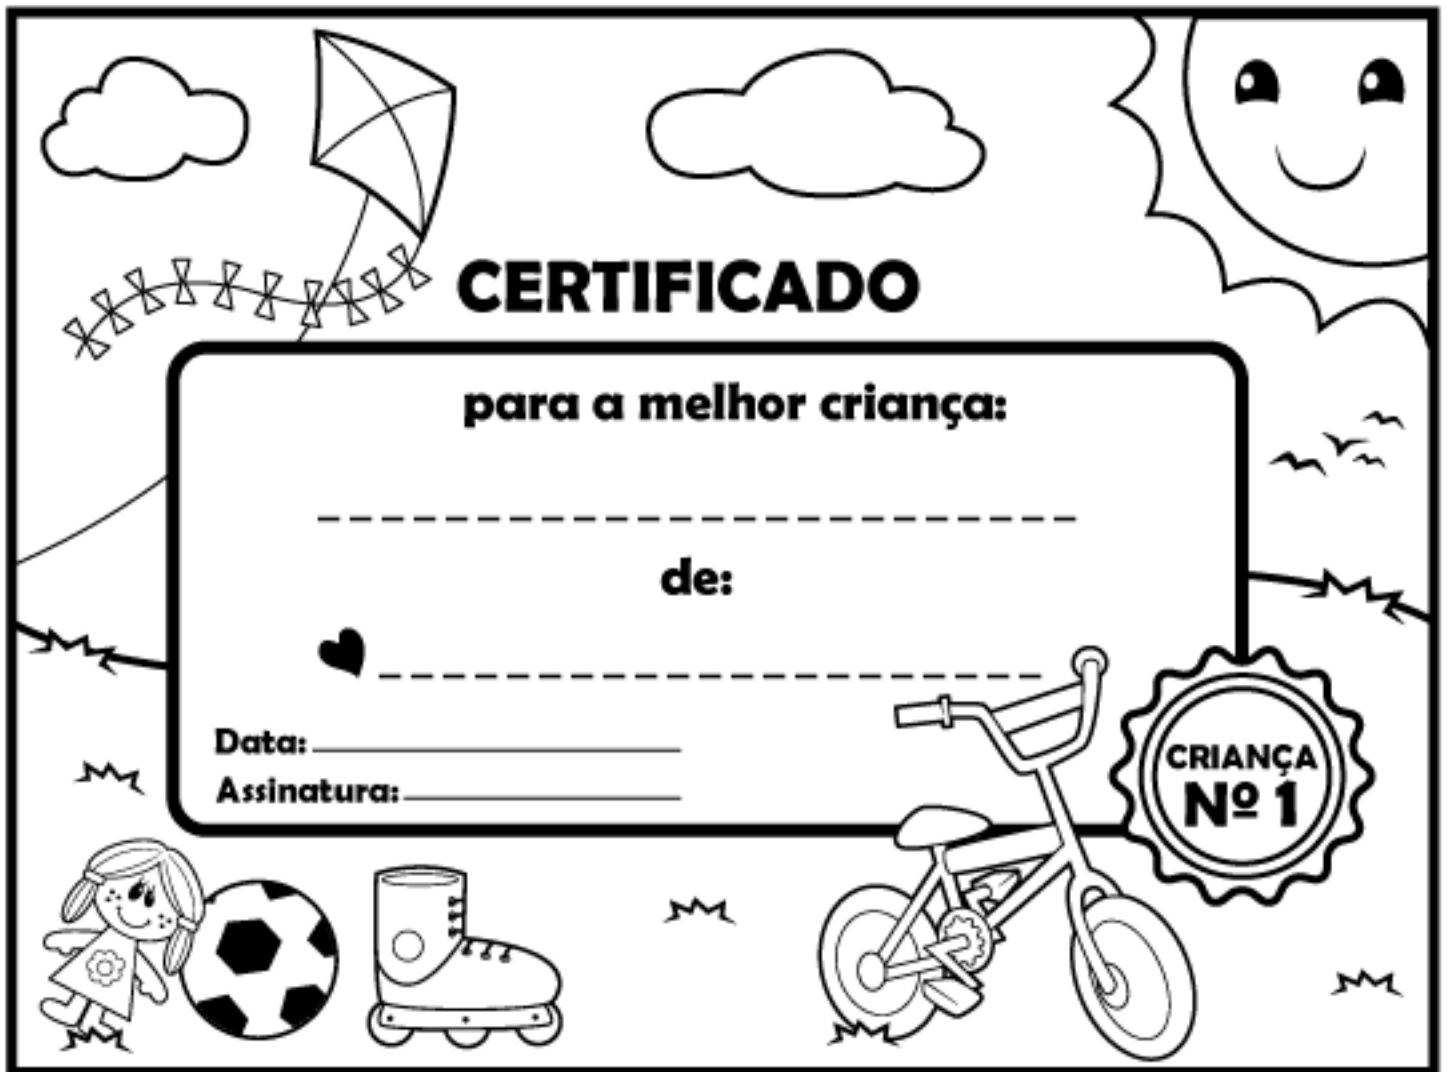 CERTIFICADO
para a melhor criança:
de:
Data:
Assinatura:
CRIANÇA
Nº 1